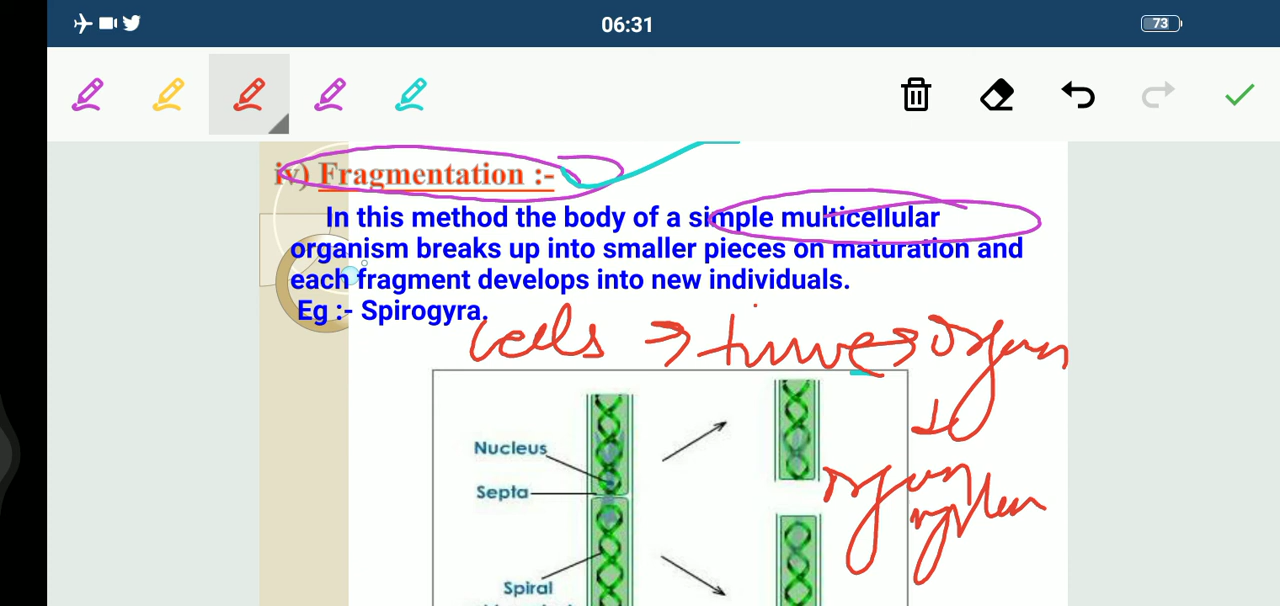 06:31
73
iv) Fragmentation :-
In this method the body of a simple multicellular
organism breaks up into smaller pieces on maturation and
each fragment develops into new individuals.
Eg :- Spirogyra.
cells → tissue → organ
↓
organ
system
Nucleus
Septa
Spiral